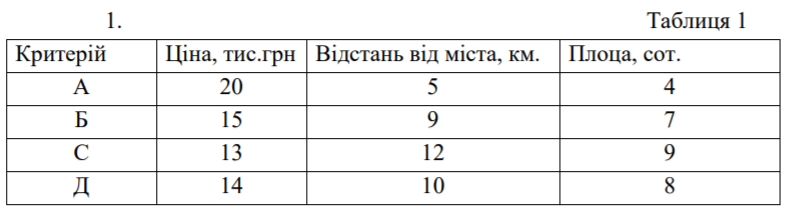 1. Таблиця 1
Критерій Ціна, тис.грн Відстань від міста, км. Плоца, сот.
А 20 5 4
Б 15 9 7
С 13 12 9
Д 14 10 8